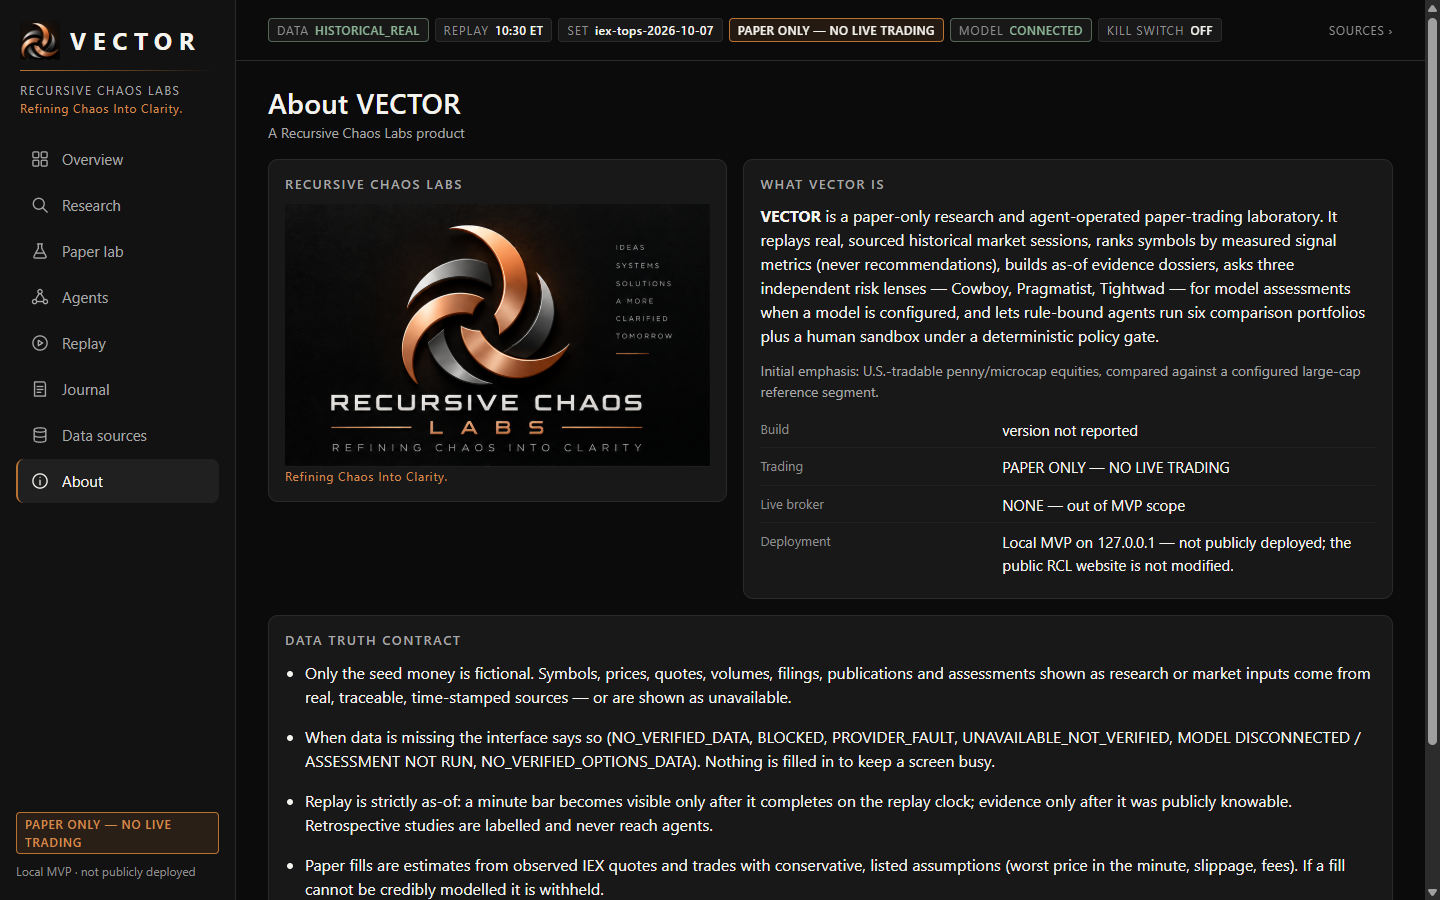 VECTOR
RECURSIVE CHAOS LABS
Refining Chaos Into Clarity.
Overview
Research
Paper lab
Agents
Replay
Journal
Data sources
About
PAPER ONLY — NO LIVE
TRADING
Local MVP · not publicly deployed
DATA HISTORICAL_REAL
REPLAY 10:30 ET
SET iex-tops-2026-10-07
PAPER ONLY — NO LIVE TRADING
MODEL CONNECTED
KILL SWITCH OFF
SOURCES ›
About VECTOR
A Recursive Chaos Labs product
RECURSIVE CHAOS LABS
IDEAS
SYSTEMS
SOLUTIONS
A MORE
CLARIFIED
TOMORROW
RECURSIVE CHAOS
LABS
REFINING CHAOS INTO CLARITY
Refining Chaos Into Clarity.
WHAT VECTOR IS
VECTOR is a paper-only research and agent-operated paper-trading laboratory. It
replays real, sourced historical market sessions, ranks symbols by measured signal
metrics (never recommendations), builds as-of evidence dossiers, asks three
independent risk lenses — Cowboy, Pragmatist, Tightwad — for model assessments
when a model is configured, and lets rule-bound agents run six comparison portfolios
plus a human sandbox under a deterministic policy gate.
Initial emphasis: U.S.-tradable penny/microcap equities, compared against a configured large-cap
reference segment.
Build version not reported
Trading PAPER ONLY — NO LIVE TRADING
Live broker NONE — out of MVP scope
Deployment Local MVP on 127.0.0.1 — not publicly deployed; the
public RCL website is not modified.
DATA TRUTH CONTRACT
• Only the seed money is fictional. Symbols, prices, quotes, volumes, filings, publications and assessments shown as research or market inputs come from
real, traceable, time-stamped sources — or are shown as unavailable.
• When data is missing the interface says so (NO_VERIFIED_DATA, BLOCKED, PROVIDER_FAULT, UNAVAILABLE_NOT_VERIFIED, MODEL DISCONNECTED /
ASSESSMENT NOT RUN, NO_VERIFIED_OPTIONS_DATA). Nothing is filled in to keep a screen busy.
• Replay is strictly as-of: a minute bar becomes visible only after it completes on the replay clock; evidence only after it was publicly knowable.
Retrospective studies are labelled and never reach agents.
• Paper fills are estimates from observed IEX quotes and trades with conservative, listed assumptions (worst price in the minute, slippage, fees). If a fill
cannot be credibly modelled it is withheld.